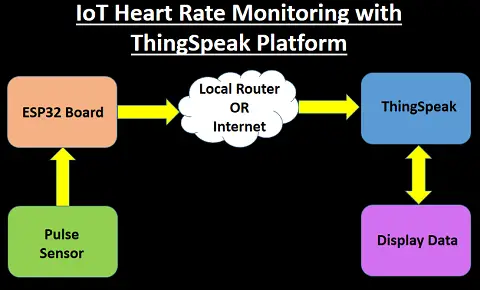 IoT Heart Rate Monitoring with
ThingSpeak Platform
ESP32 Board
Local Router
OR
Internet
ThingSpeak
Pulse
Sensor
Display Data